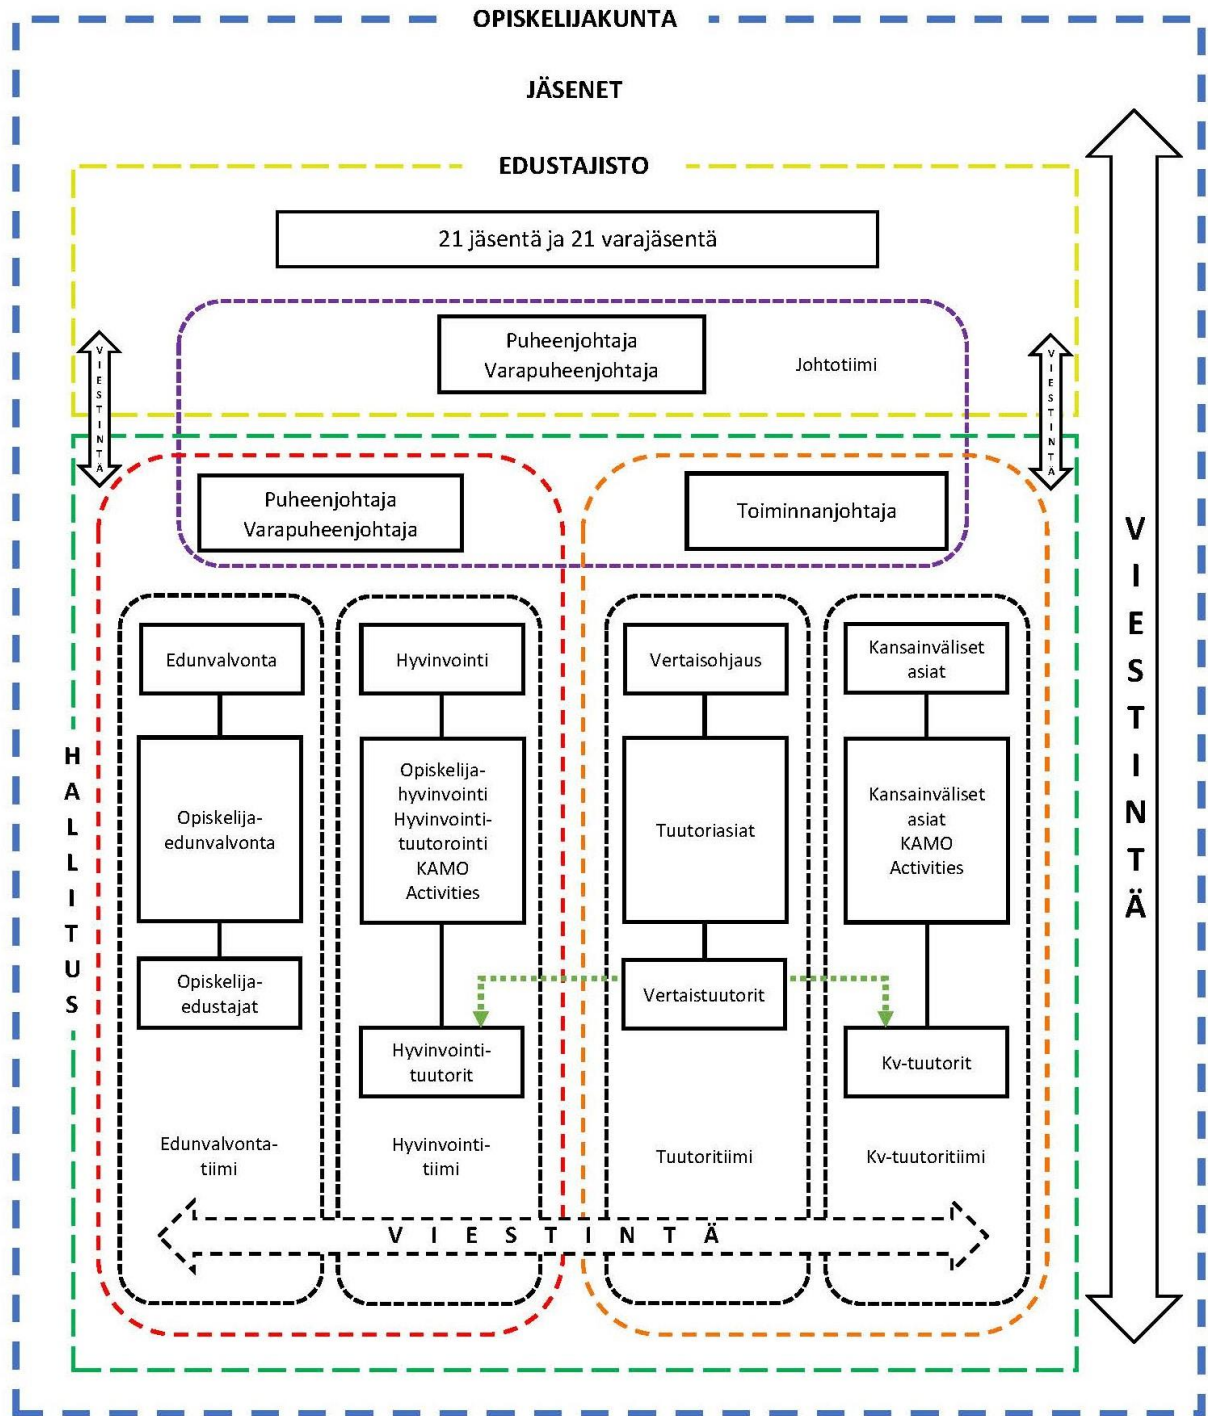 OPISKELIJAKUNTA
JÄSENET
EDUSTAJISTO
21 jäsentä ja 21 varajäsentä
Puheenjohtaja
Varapuheenjohtaja
Johtotiimi
VIESTINTÄ
VIESTINTÄ
Puheenjohtaja
Varapuheenjohtaja
Toiminnanjohtaja
VIESTINTÄ
HALLITUS
Edunvalvonta
Opiskelija-
edunvalvonta
Opiskelija-
edustajat
Edunvalvonta-
tiimi
Hyvinvointi
Opiskelija-
hyvinvointi
Hyvinvointi-
tuutorointi
KAMO
Activities
Hyvinvointi-
tuutorit
Hyvinvointi-
tiimi
Vertaisohjaus
Tuutoriasiat
Vertaistuutorit
Tuutoritiimi
Kansainväliset
asiat
Kansainväliset
asiat
KAMO
Activities
Kv-tuutorit
Kv-tuutoritiimi
VIESTINTÄ